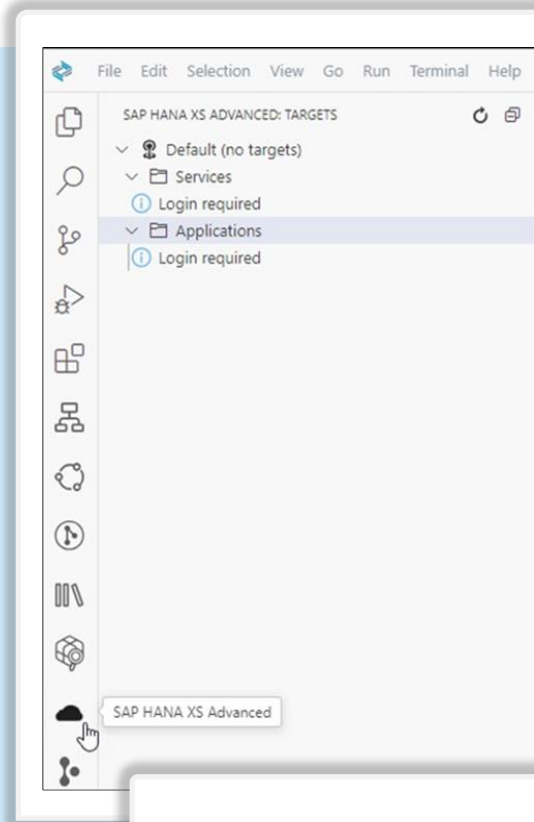 File Edit Selection View Go Run Terminal Help
SAP HANA XS ADVANCED: TARGETS
Default (no targets)
Services
Login required
Applications
Login required
SAP HANA XS Advanced